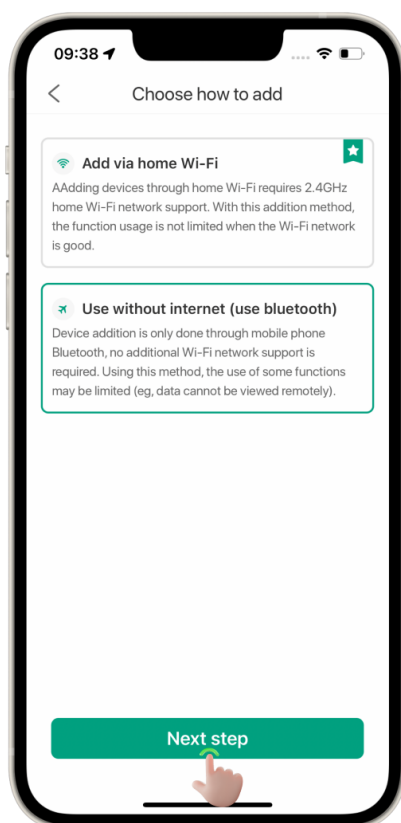 09:38
Choose how to add
Add via home Wi-Fi
AAdding devices through home Wi-Fi requires 2.4GHz
home Wi-Fi network support. With this addition method,
the function usage is not limited when the Wi-Fi network
is good.
Use without internet (use bluetooth)
Device addition is only done through mobile phone
Bluetooth, no additional Wi-Fi network support is
required. Using this method, the use of some functions
may be limited (eg, data cannot be viewed remotely).
Next step